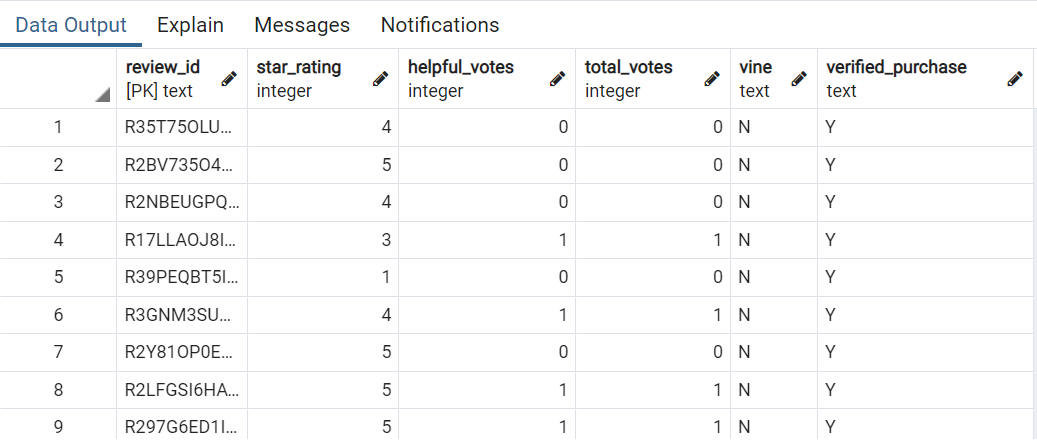 Data Output Explain Messages Notifications
review_id star_rating helpful_votes total_votes vine verified_purchase
[PK] text integer integer integer text text
1 R35T75OLU... 4 0 0 N Y
2 R2BV735O4... 5 0 0 N Y
3 R2NBEUGPQ... 4 0 0 N Y
4 R17LLAOJ8I... 3 1 1 N Y
5 R39PEQBT5I... 1 0 0 N Y
6 R3GNM3SU... 4 1 1 N Y
7 R2Y81OP0E... 5 0 0 N Y
8 R2LFGSI6HA... 5 1 1 N Y
9 R297G6ED1I... 5 1 1 N Y